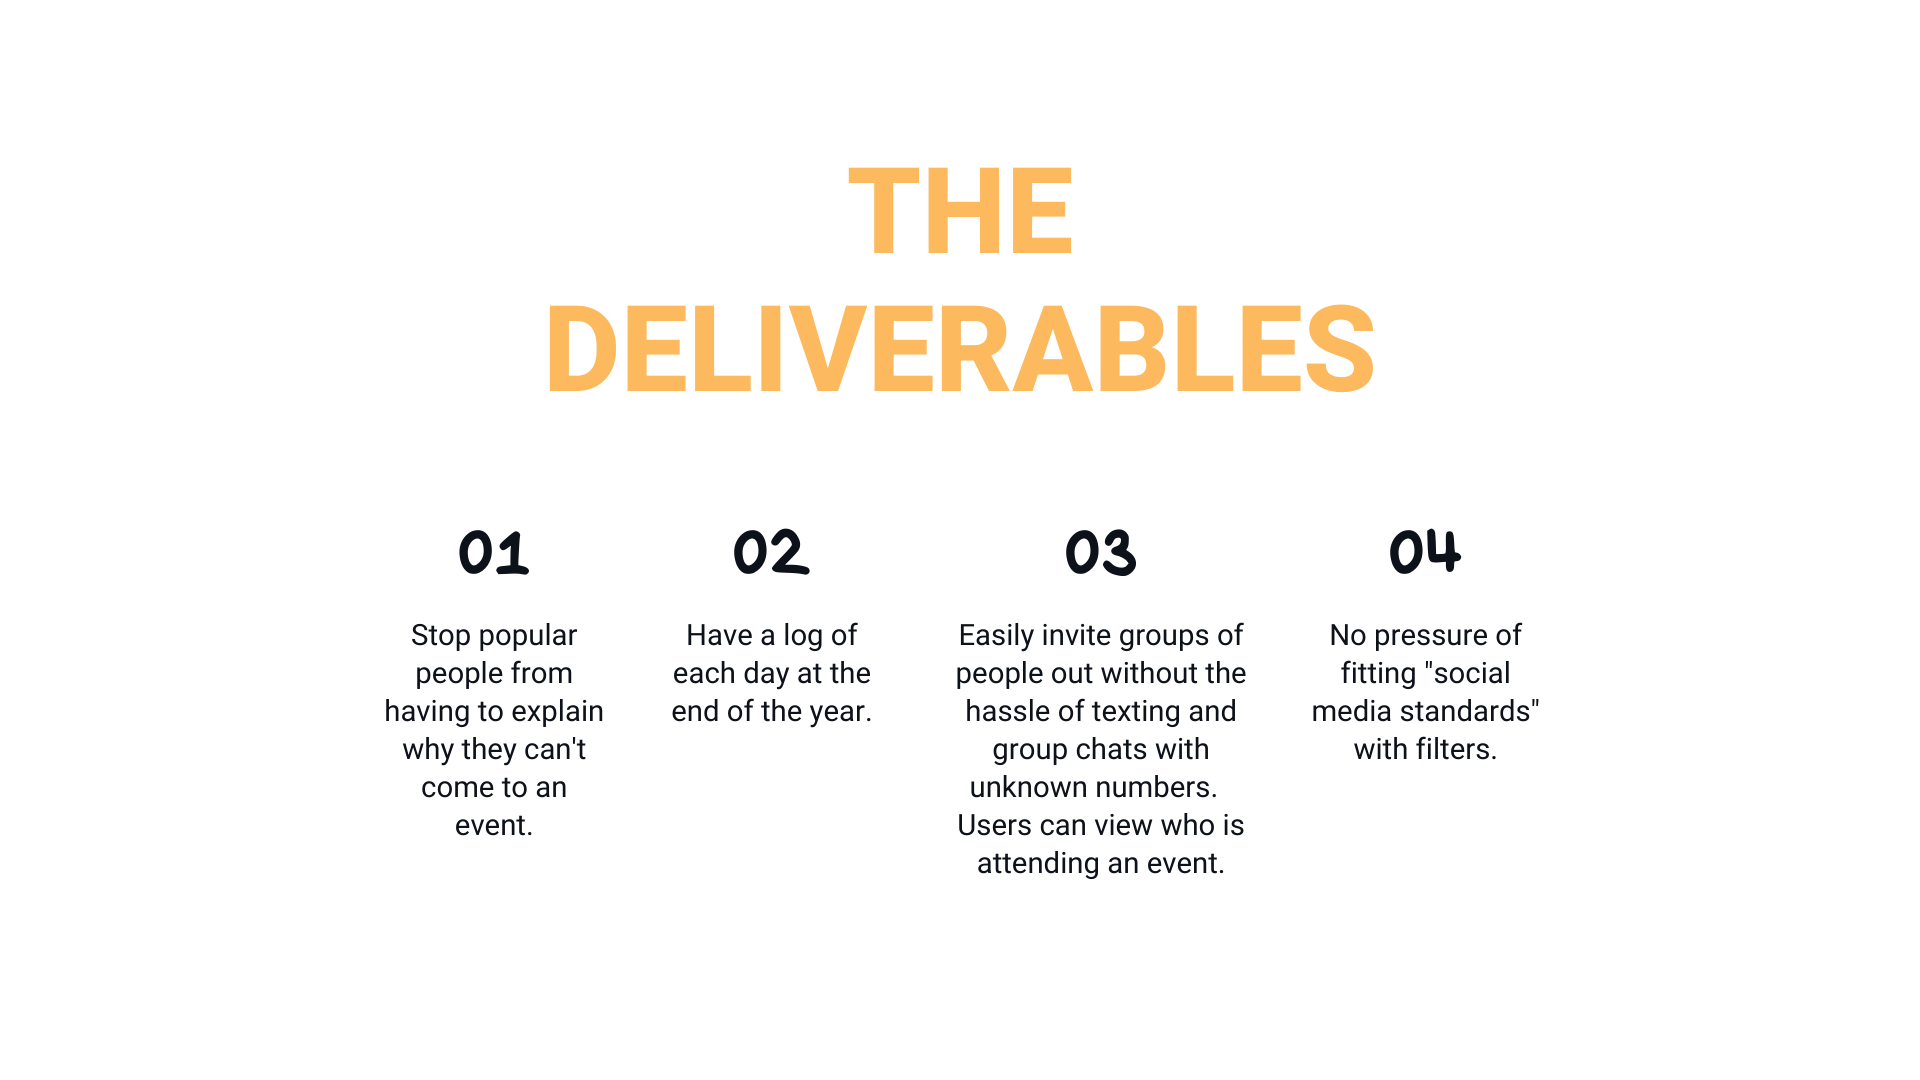 THE
DELIVERABLES
01
Stop popular
people from
having to explain
why they can't
come to an
event.
02
Have a log of
each day at the
end of the year.
03
Easily invite groups of
people out without the
hassle of texting and
group chats with
unknown numbers.
Users can view who is
attending an event.
04
No pressure of
fitting "social
media standards"
with filters.